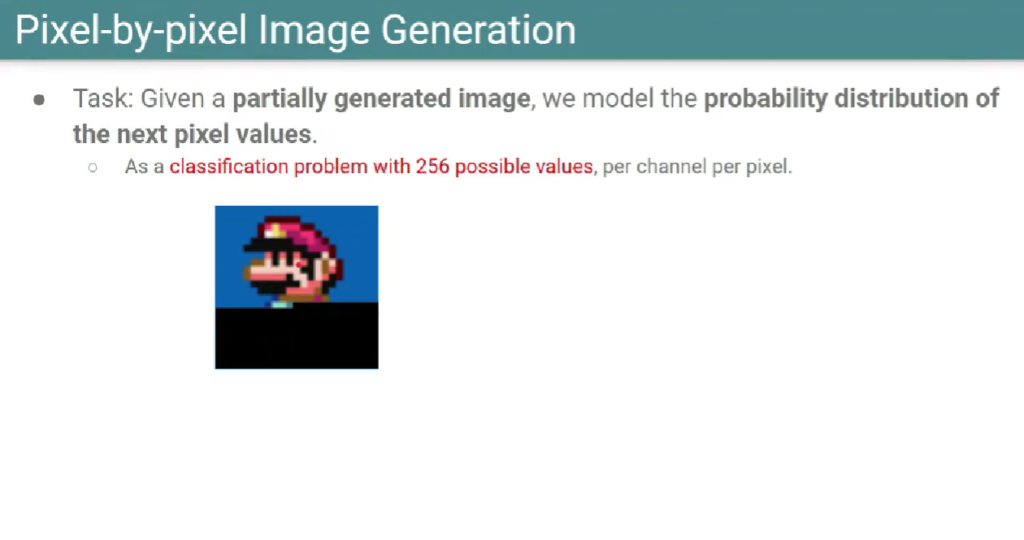 Pixel-by-pixel Image Generation
● Task: Given a partially generated image, we model the probability distribution of
the next pixel values.
○ As a classification problem with 256 possible values, per channel per pixel.